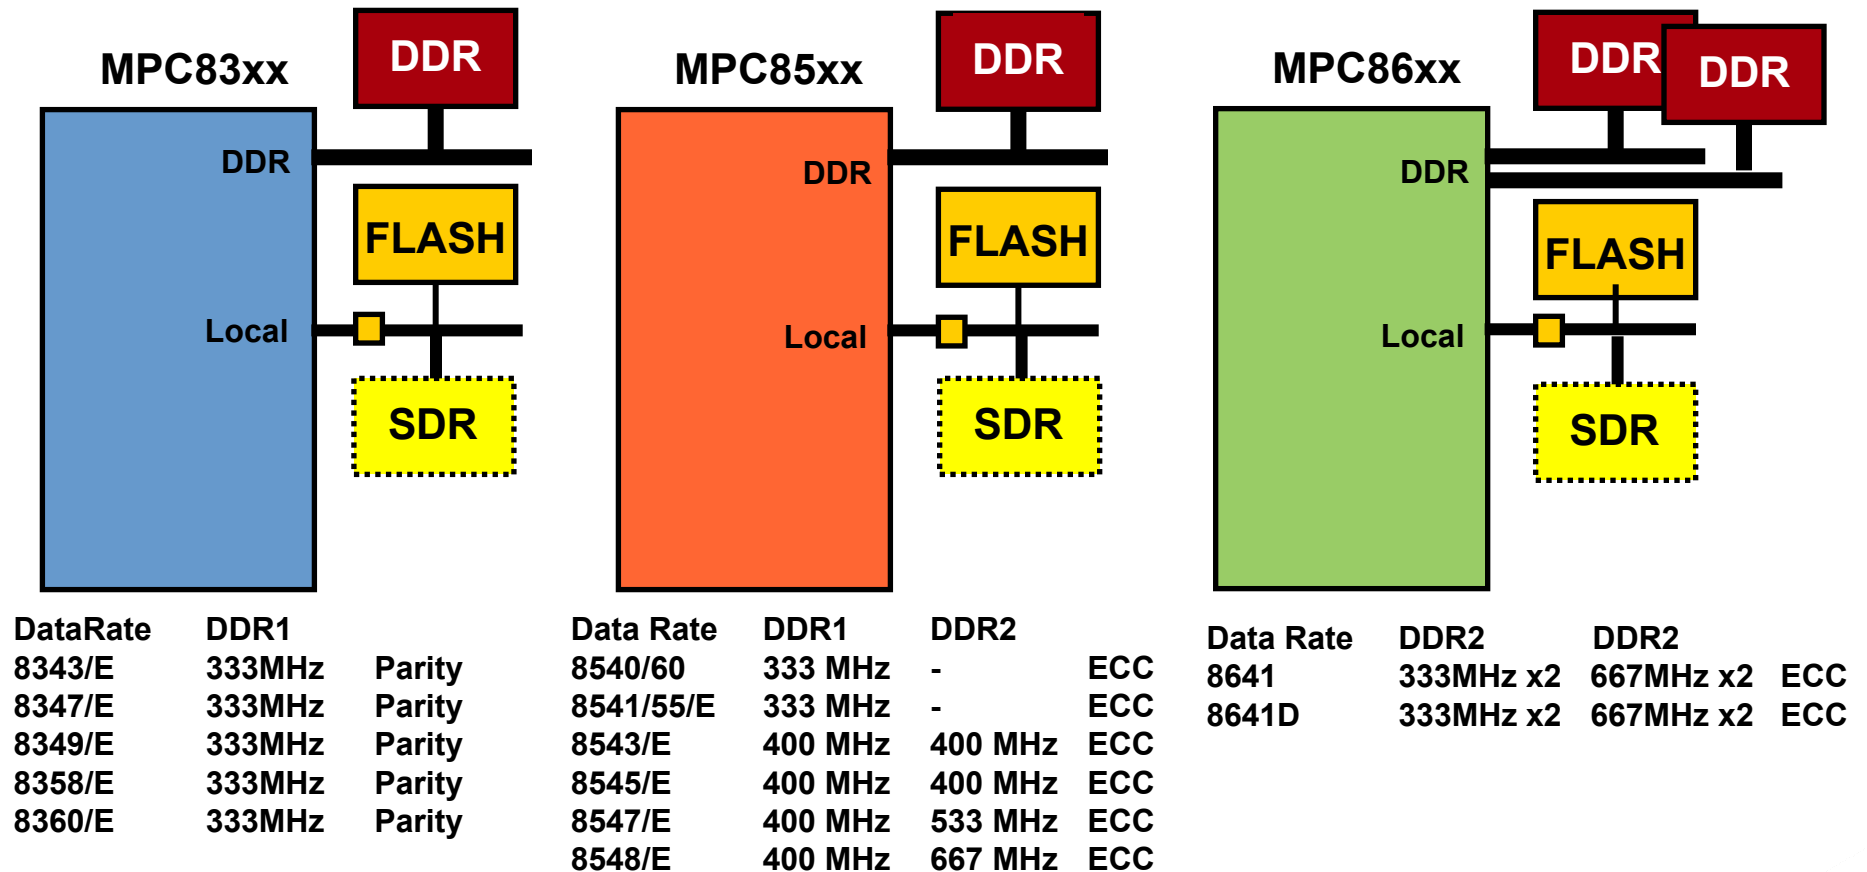 MPC83xx
DDR
DDR
FLASH
Local
SDR
DataRate DDR1
8343/E 333MHz Parity
8347/E 333MHz Parity
8349/E 333MHz Parity
8358/E 333MHz Parity
8360/E 333MHz Parity
MPC85xx
DDR
DDR
FLASH
Local
SDR
Data Rate DDR1 DDR2
8540/60 333 MHz - ECC
8541/55/E 333 MHz - ECC
8543/E 400 MHz 400 MHz ECC
8545/E 400 MHz 400 MHz ECC
8547/E 400 MHz 533 MHz ECC
8548/E 400 MHz 667 MHz ECC
MPC86xx
DDR
DDR
DDR
FLASH
Local
SDR
Data Rate DDR2 DDR2
8641 333MHz x2 667MHz x2 ECC
8641D 333MHz x2 667MHz x2 ECC